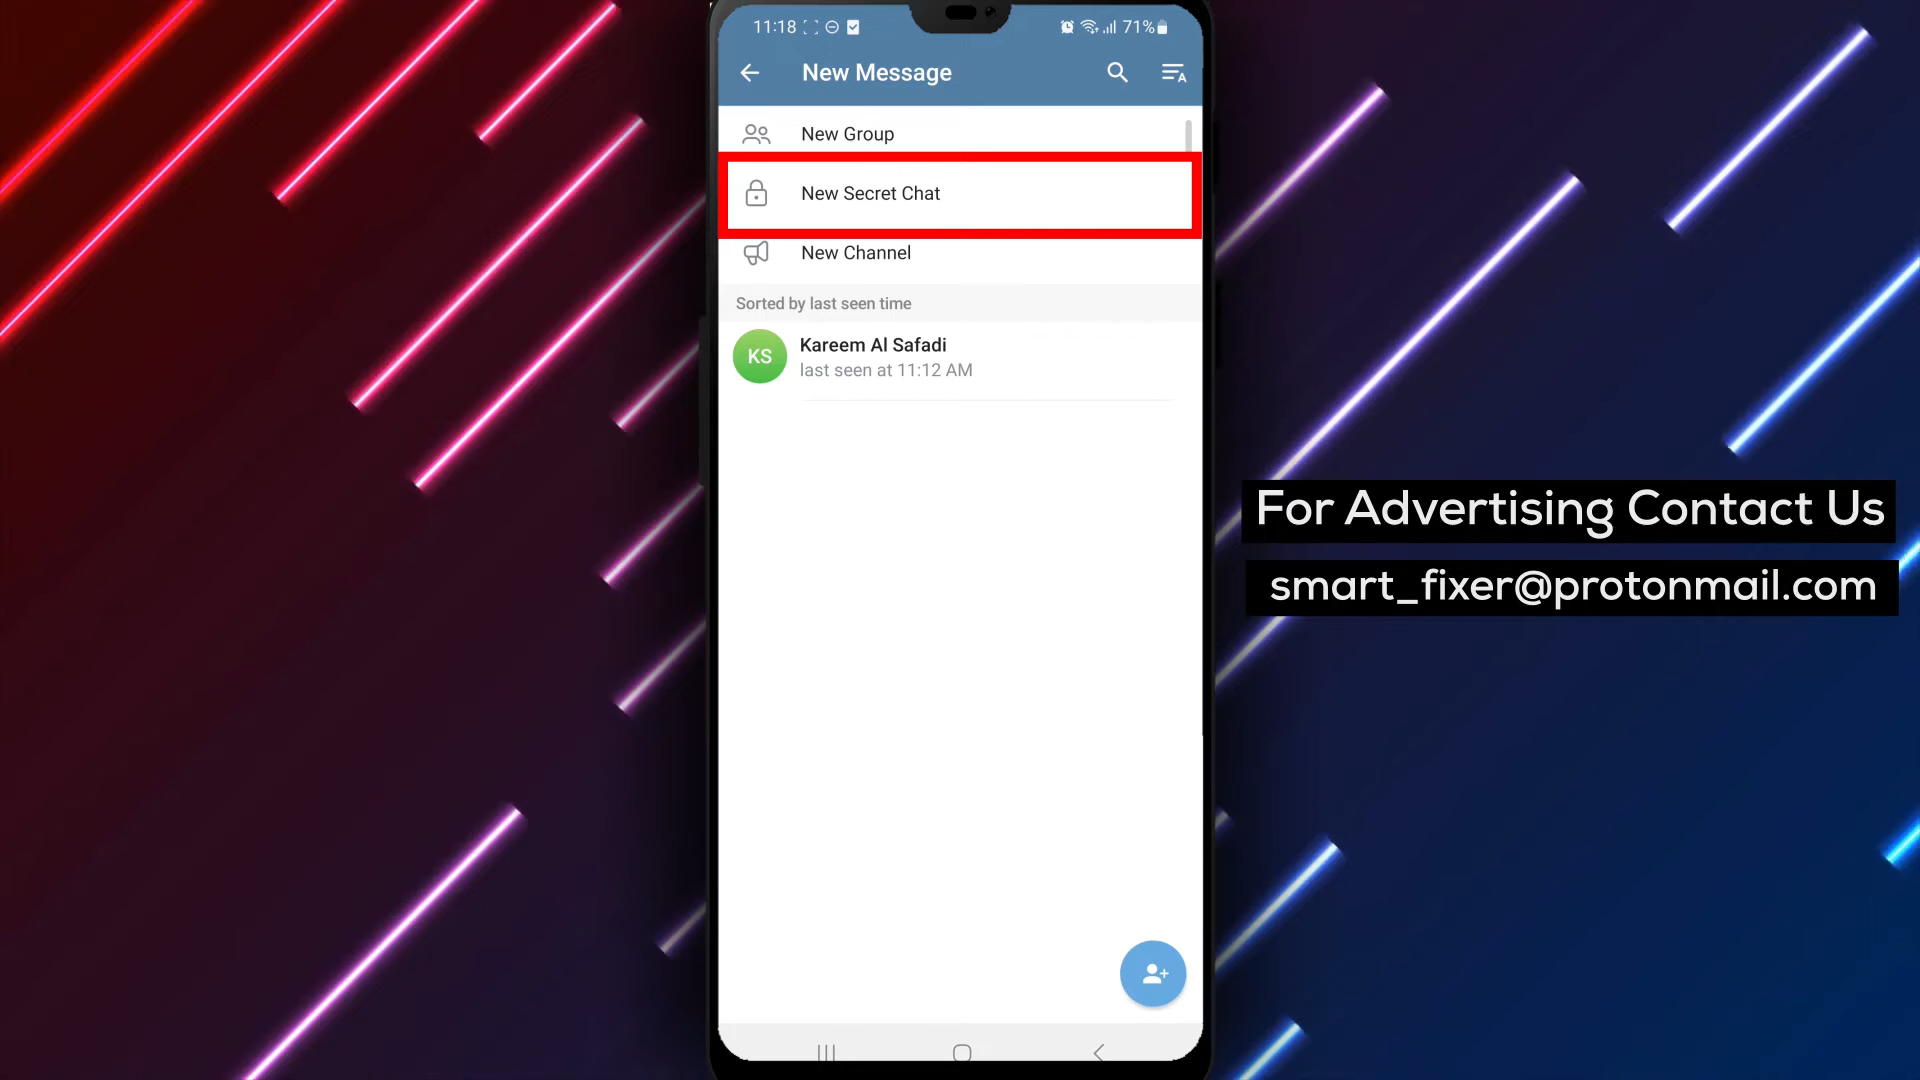 11:18
71%
New Message
New Group
New Secret Chat
New Channel
Sorted by last seen time
KS
Kareem Al Safadi
last seen at 11:12 AM
For Advertising Contact Us
smart_fixer@protonmail.com